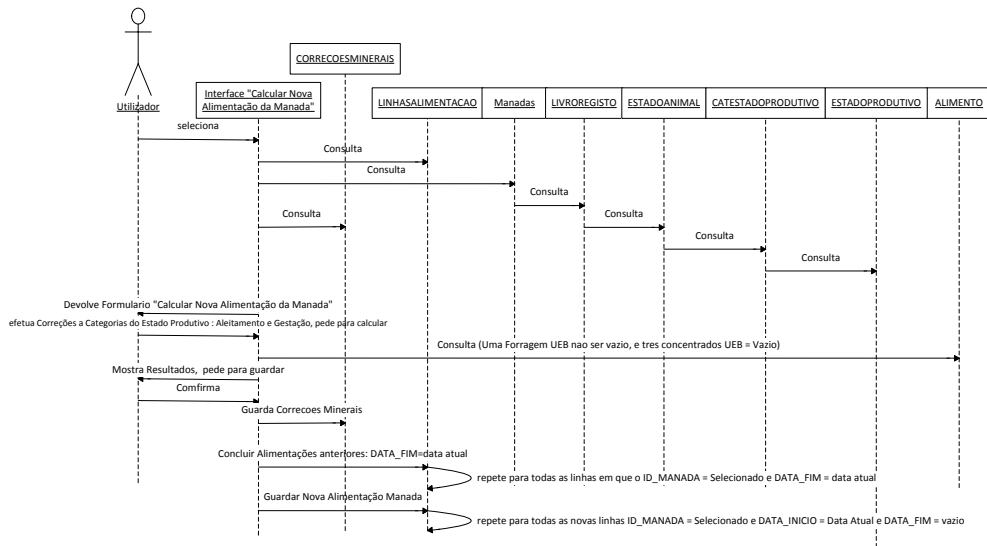 CORRECOESMINERAIS
Utilizador
Interface "Calcular Nova
Alimentação da Manada"
LINHASALIMENTACAO
Manadas
LIVROREGISTO
ESTADOANIMAL
CATESTADOPRODUTIVO
ESTADOPRODUTIVO
ALIMENTO
seleciona
Consulta
Consulta
Consulta
Consulta
Consulta
Consulta
Consulta
Devolve Formulario "Calcular Nova Alimentação da Manada"
efetua Correções a Categorias do Estado Produtivo : Aleitamento e Gestação, pede para calcular
Consulta (Uma Forragem UEB nao ser vazio, e tres concentrados UEB = Vazio)
Mostra Resultados, pede para guardar
Comfirma
Guarda Correcoes Minerais
Concluir Alimentações anteriores: DATA_FIM=data atual
repete para todas as linhas em que o ID_MANADA = Selecionado e DATA_FIM = data atual
Guardar Nova Alimentação Manada
repete para todas as novas linhas ID_MANADA = Selecionado e DATA_INICIO = Data Atual e DATA_FIM = vazio